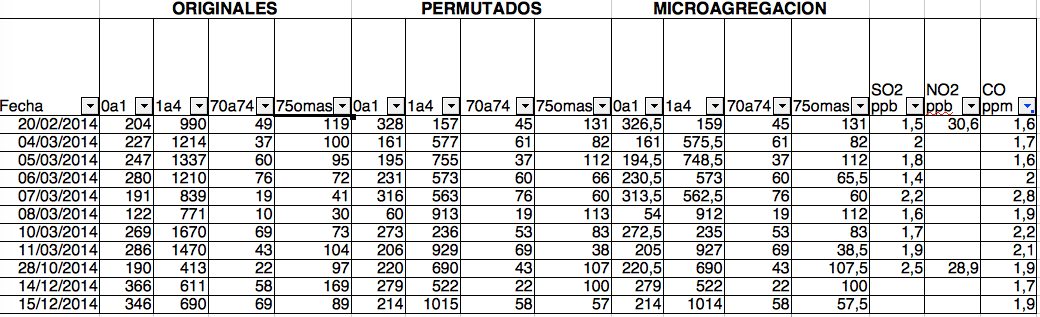 ORIGINALES PERMUTADOS MICROAGREGACION
SO2 NO2 CO
Fecha 0a1 1a4 70a74 75omas 0a1 1a4 70a74 75omas 0a1 1a4 70a74 75omas ppb ppb ppm
20/02/2014 204 990 49 119 328 157 45 131 326,5 159 45 131 1,5 30,6 1,6
04/03/2014 227 1214 37 100 161 577 61 82 161 575,5 61 82 2 1,7
05/03/2014 247 1337 60 95 195 755 37 112 194,5 748,5 37 112 1,8 1,6
06/03/2014 280 1210 76 72 231 573 60 66 230,5 573 60 65,5 1,4 2
07/03/2014 191 839 19 41 316 563 76 60 313,5 562,5 76 60 2,2 2,8
08/03/2014 122 771 10 30 60 913 19 113 54 912 19 112 1,6 1,9
10/03/2014 269 1670 69 73 273 236 53 83 272,5 235 53 83 1,7 2,2
11/03/2014 286 1470 43 104 206 929 69 38 205 927 69 38,5 1,9 2,1
28/10/2014 190 413 22 97 220 690 43 107 220,5 690 43 107,5 2,5 28,9 1,9
14/12/2014 366 611 58 169 279 522 22 100 279 522 22 100 1,7
15/12/2014 346 690 69 89 214 1015 58 57 214 1014 58 57,5 1,9